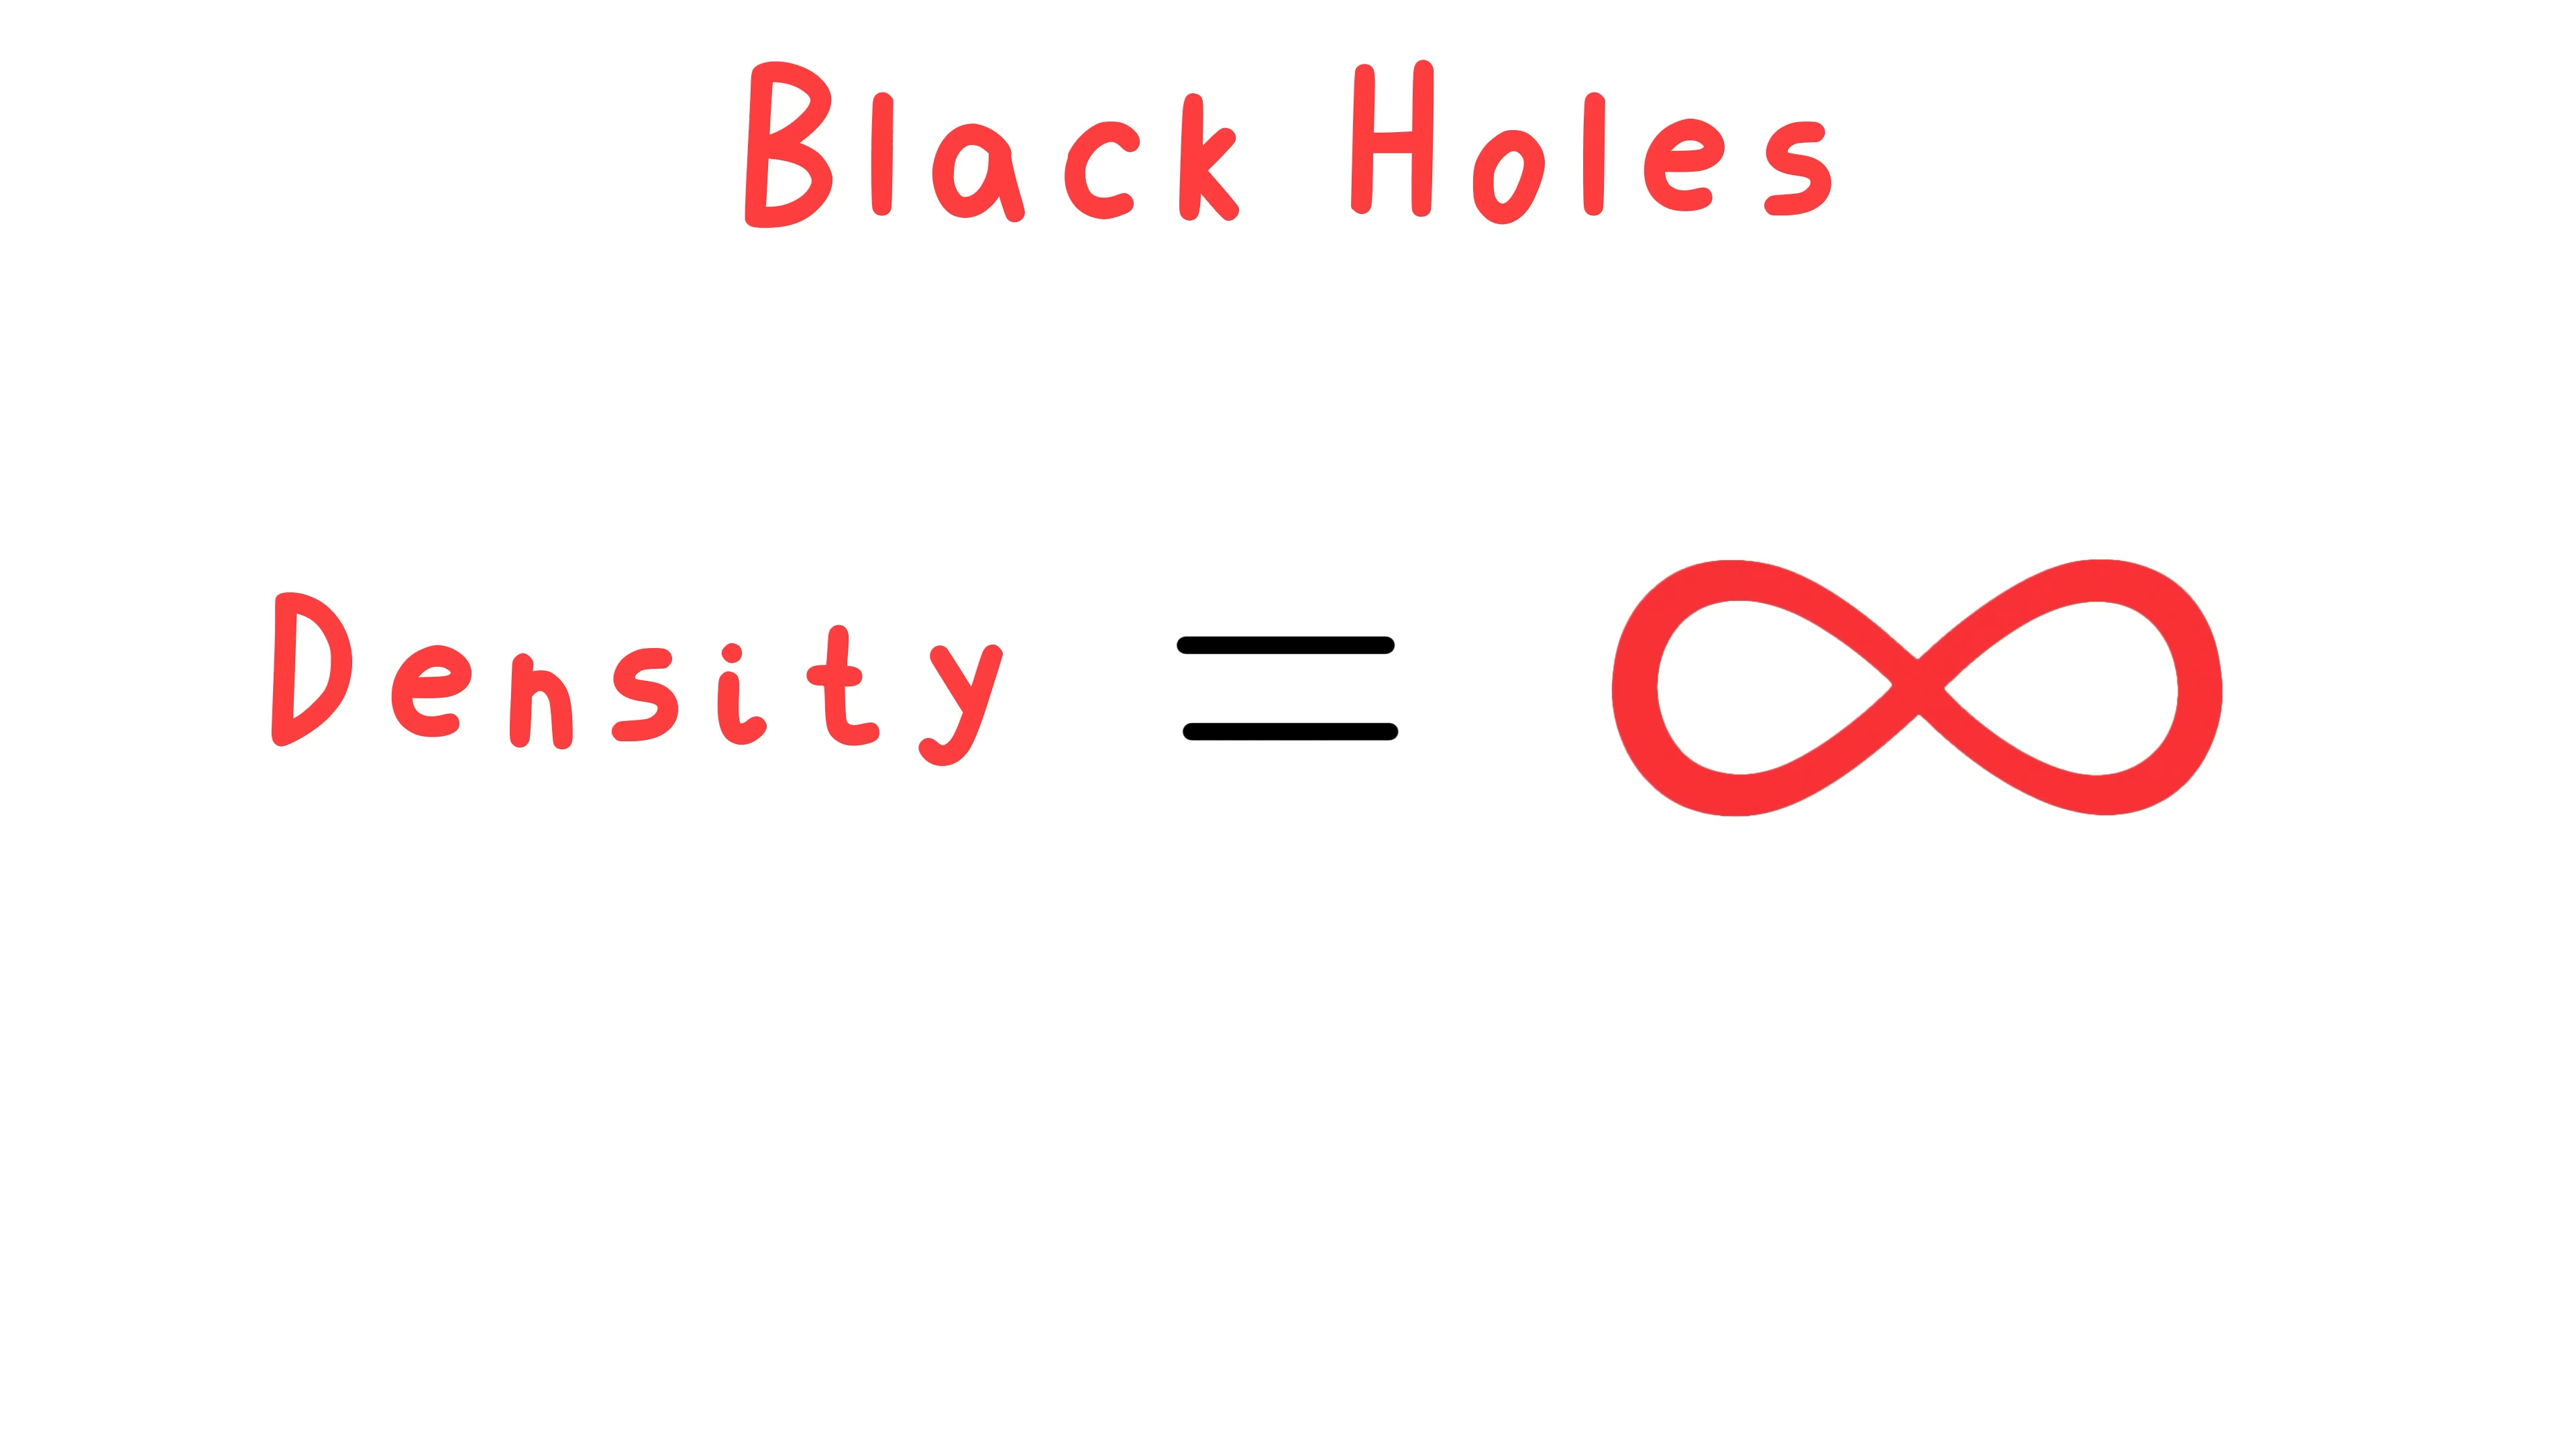 Black Holes
Density = ∞